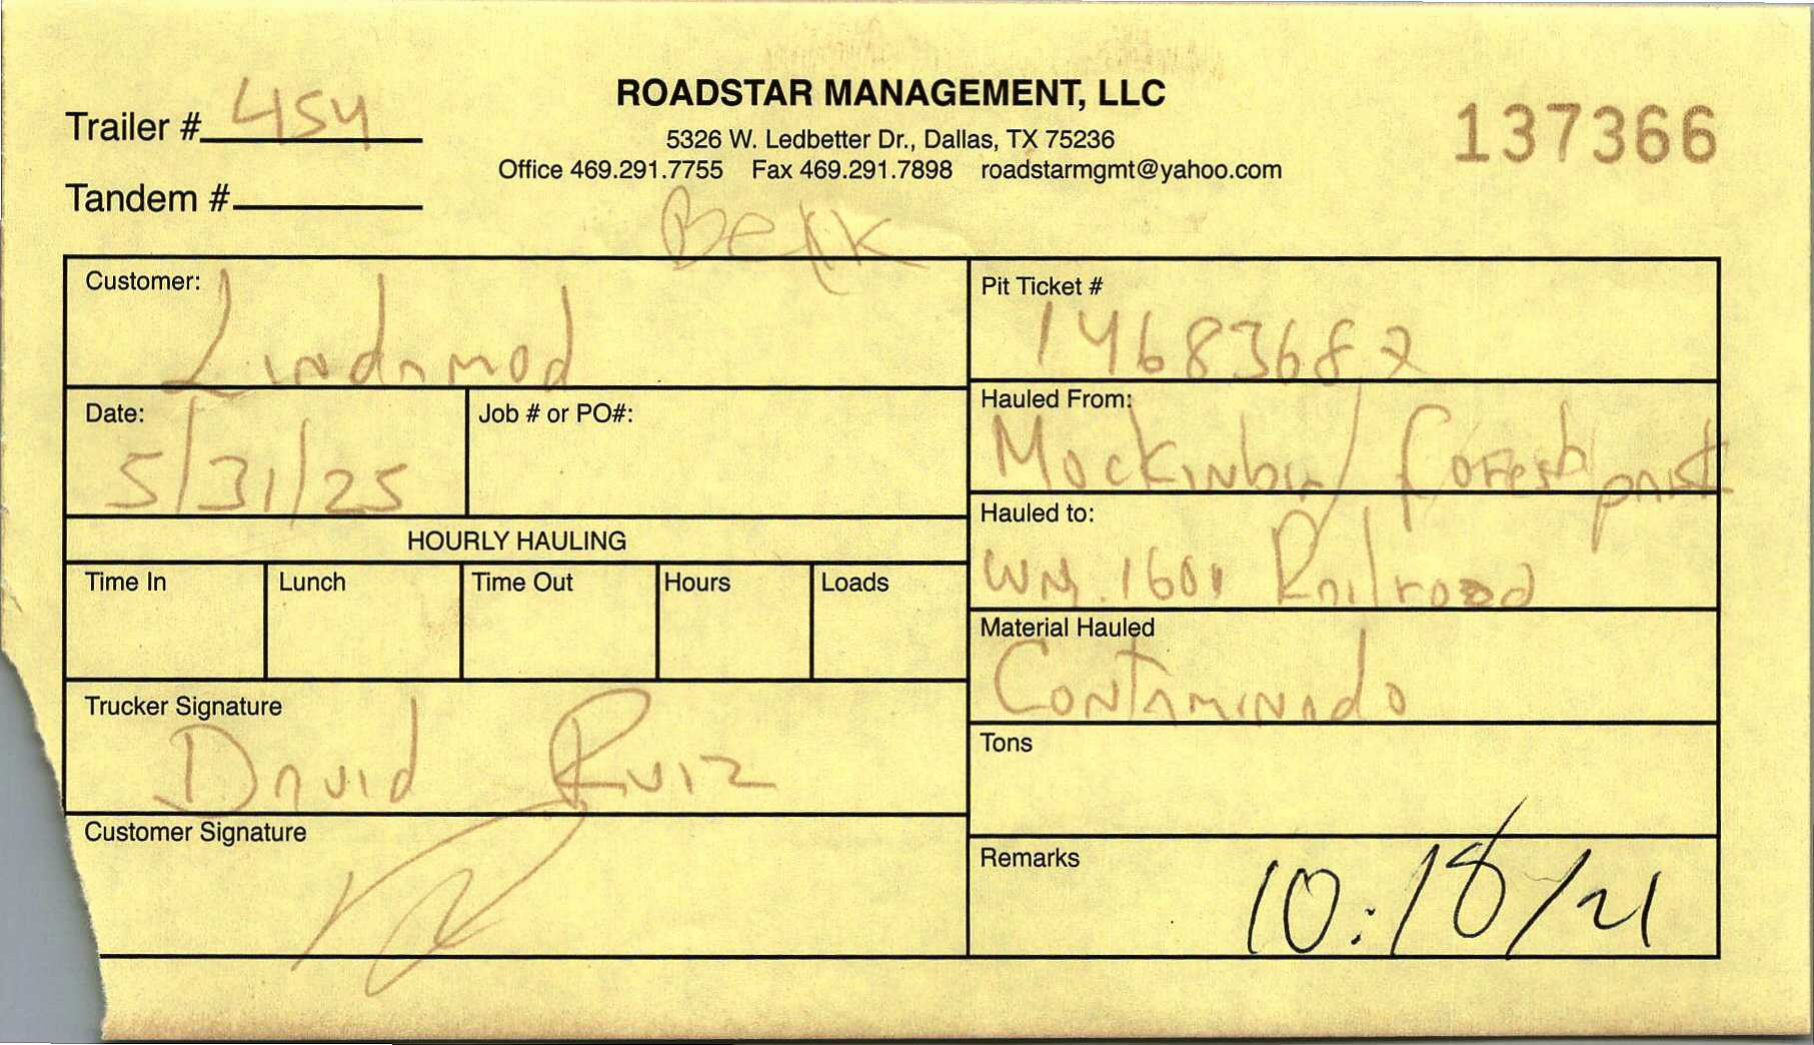 ROADSTAR MANAGEMENT, LLC
5326 W. Ledbetter Dr., Dallas, TX 75236
Office 469.291.7755 Fax 469.291.7898 roadstarmgmt@yahoo.com
137366
Trailer # 454
Tandem #
Customer:
Lindamod
Pit Ticket #
14683682
Date:
5/31/25
Job # or PO#:
Hauled From:
Mockinbir/ Forest park
HOURLY HAULING
Hauled to:
WM. 1601 Railroad
Time In
Lunch
Time Out
Hours
Loads
Material Hauled
Contaminado
Trucker Signature
David Ruiz
Tons
Customer Signature
Remarks
10:18/21